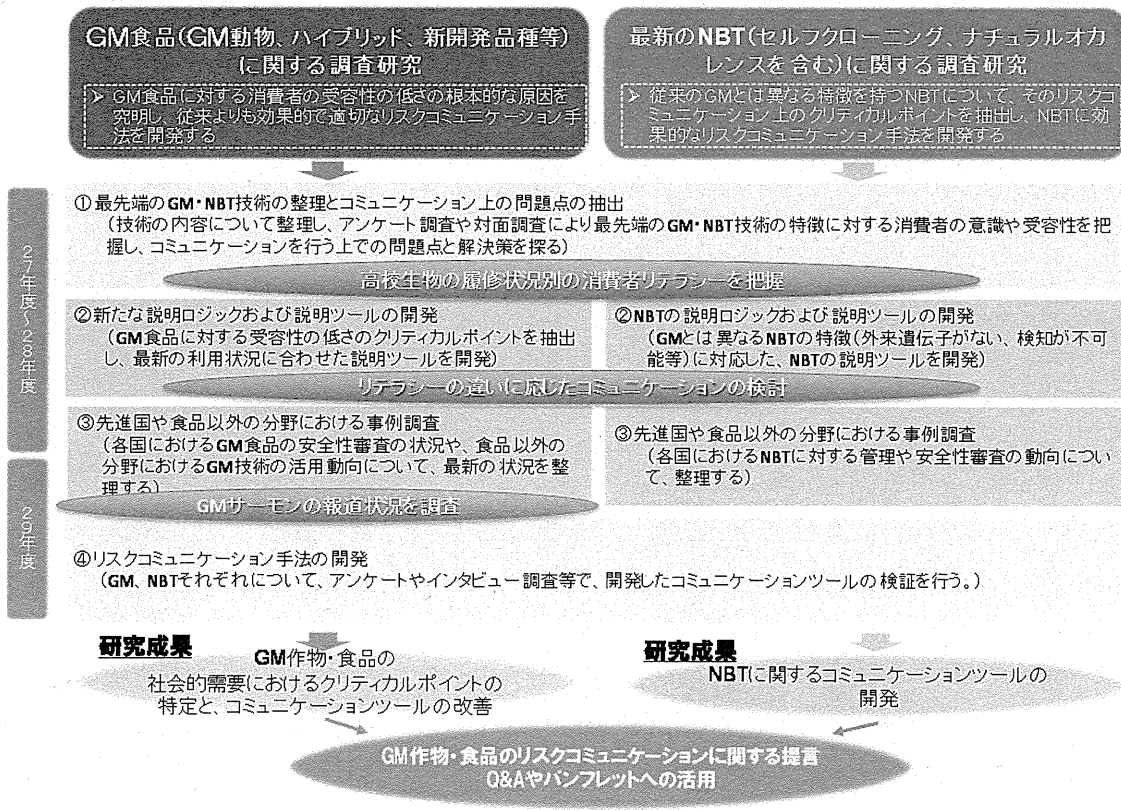 GM食品(GM動物、ハイブリッド、新開発品種等)
に関する調査研究
➢ GM食品に対する消費者の受容性の低さの根本的な原因を
究明し、従来よりも効果的で適切なリスクコミュニケーション手
法を開発する
最新のNBT(セルフクローニング、ナチュラルオカ
レンスを含む)に関する調査研究
➢ 従来のGMとは異なる特徴を持つNBTについて、そのリスクコ
ミュニケーション上のクリティカルポイントを抽出し、NBTに効
果的なリスクコミュニケーション手法を開発する
27年度~28年度
①最先端のGM・NBT技術の整理とコミュニケーション上の問題点の抽出
(技術の内容について整理し、アンケート調査や対面調査により最先端のGM・NBT技術の特徴に対する消費者の意識や受容性を把
握し、コミュニケーションを行う上での問題点と解決策を探る)
高校生物の履修状況別の消費者リテラシーを把握
②新たな説明ロジックおよび説明ツールの開発
(GM食品に対する受容性の低さのクリティカルポイントを抽出
し、最新の利用状況に合わせた説明ツールを開発)
②NBTの説明ロジックおよび説明ツールの開発
(GMとは異なるNBTの特徴(外来遺伝子がない、検知が不可
能等)に対応した、NBTの説明ツールを開発)
リテラシーの違いに応じたコミュニケーションの検討
③先進国や食品以外の分野における事例調査
(各国におけるGM食品の安全性審査の状況や、食品以外の
分野におけるGM技術の活用動向について、最新の状況を整
理する)
③先進国や食品以外の分野における事例調査
(各国におけるNBTに対する管理や安全性審査の動向につい
て、整理する)
GMサーモンの報道状況を調査
29年度
④リスクコミュニケーション手法の開発
(GM、NBTそれぞれについて、アンケートやインタビュー調査等で、開発したコミュニケーションツールの検証を行う。)
研究成果
GM作物・食品の
社会的需要におけるクリティカルポイントの
特定と、コミュニケーションツールの改善
研究成果
NBTに関するコミュニケーションツールの
開発
GM作物・食品のリスクコミュニケーションに関する提言
Q&Aやパンフレットへの活用